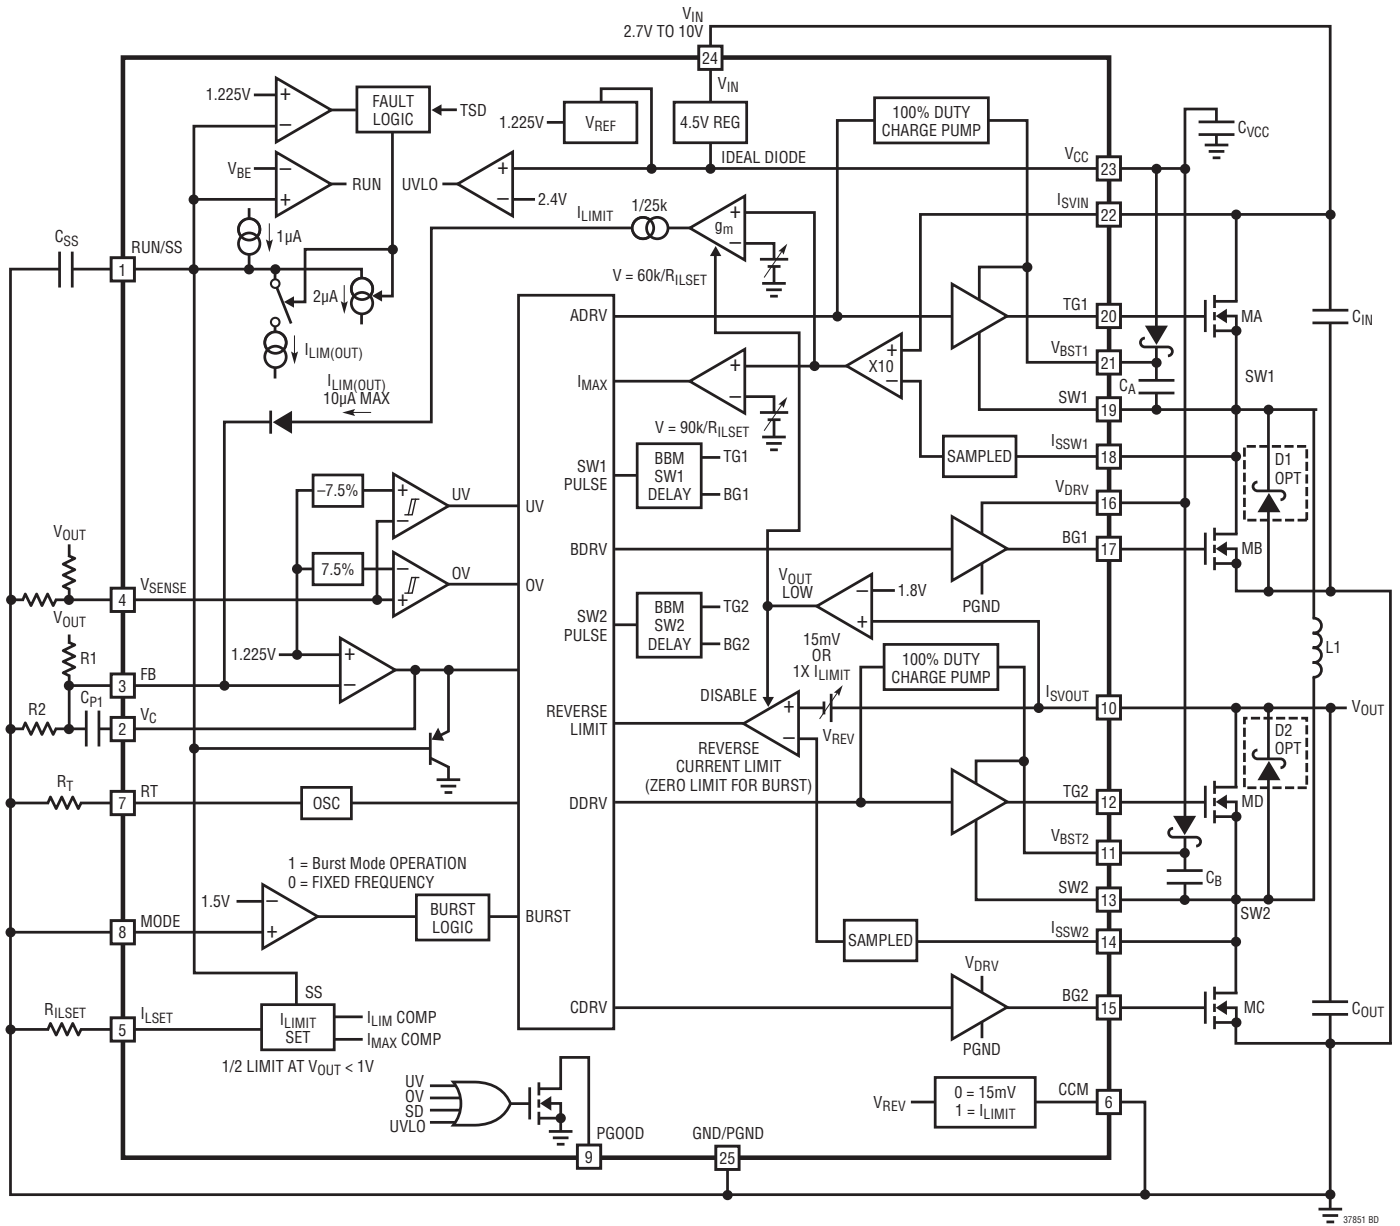 VIN
2.7V TO 10V
24
VIN
1.225V
FAULT
LOGIC
TSD
1.225V
VREF
4.5V REG
100% DUTY
CHARGE PUMP
CVCC
VBE
RUN
UVLO
2.4V
IDEAL DIODE
VCC
23
ISVIN
22
ILIMIT
1/25k
gm
V = 60k/RILSET
CSS
RUN/SS
1
1µA
2µA
ILIM(OUT)
ILIM(OUT)
10µA MAX
ADRV
TG1
20
MA
CIN
X10
VBST1
21
CA
SW1
SW1
19
IMAX
V = 90k/RILSET
SAMPLED
ISSW1
18
D1
OPT
SW1
PULSE
BBM
SW1
DELAY
TG1
BG1
VDRV
16
–7.5%
UV
UV
BDRV
BG1
17
MB
PGND
VOUT
7.5%
OV
OV
VSENSE
4
VOUT
LOW
1.8V
SW2
PULSE
BBM
SW2
DELAY
TG2
BG2
VOUT
R1
1.225V
15mV
OR
1X ILIMIT
100% DUTY
CHARGE PUMP
L1
FB
3
CP1
R2
VC
2
DISABLE
ISVOUT
10
VOUT
REVERSE
LIMIT
VREV
REVERSE
CURRENT LIMIT
(ZERO LIMIT FOR BURST)
D2
OPT
RT
RT
7
OSC
DDRV
TG2
12
MD
VBST2
11
CB
1 = Burst Mode OPERATION
0 = FIXED FREQUENCY
1.5V
BURST
LOGIC
BURST
SW2
13
SW2
MODE
8
SAMPLED
ISSW2
14
VDRV
SS
RILSET
ILSET
5
ILIMIT
SET
ILIM COMP
IMAX COMP
1/2 LIMIT AT VOUT < 1V
CDRV
BG2
15
MC
COUT
PGND
UV
OV
SD
UVLO
VREV
0 = 15mV
1 = ILIMIT
CCM
6
PGOOD
9
GND/PGND
25
37851 BD